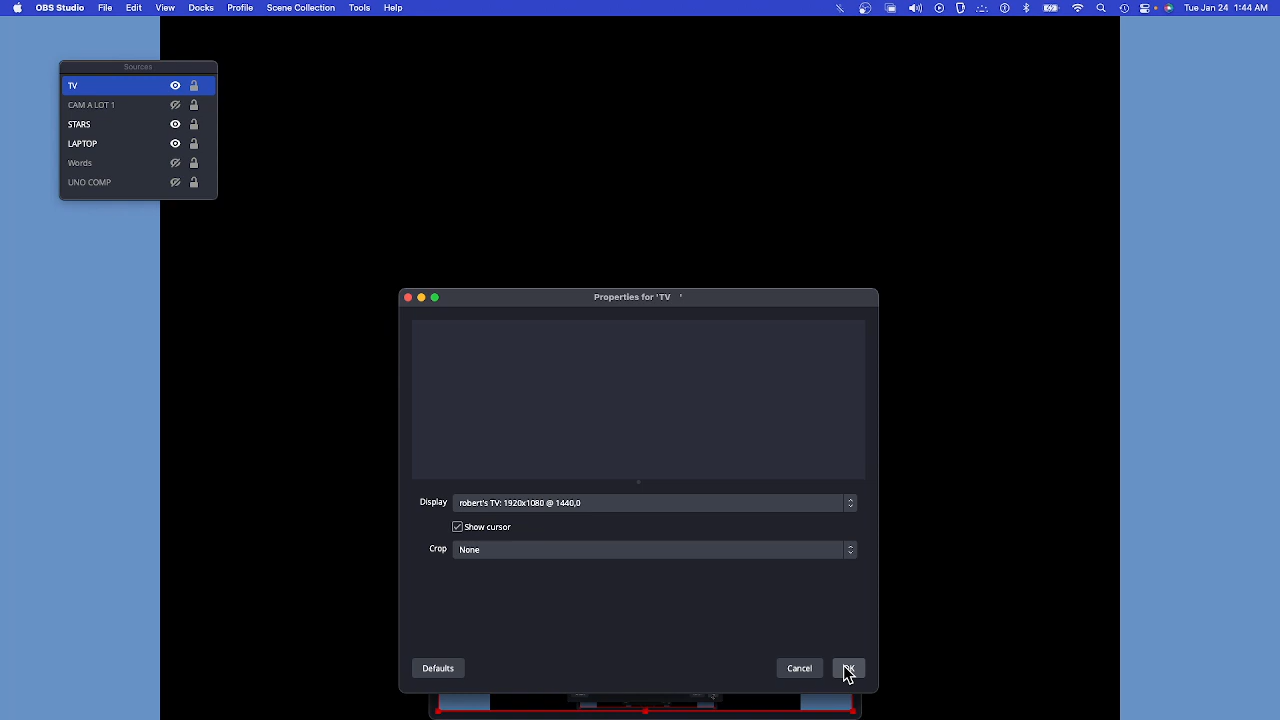 OBS Studio File Edit View Docks Profile Scene Collection Tools Help Tue Jan 24 1:44 AM
Sources
TV
CAM A LOT 1
STARS
LAPTOP
Words
UNO COMP
Properties for 'TV '
Display robert's TV: 1920x1080 @ 1440,0
Show cursor
Crop None
Defaults Cancel OK